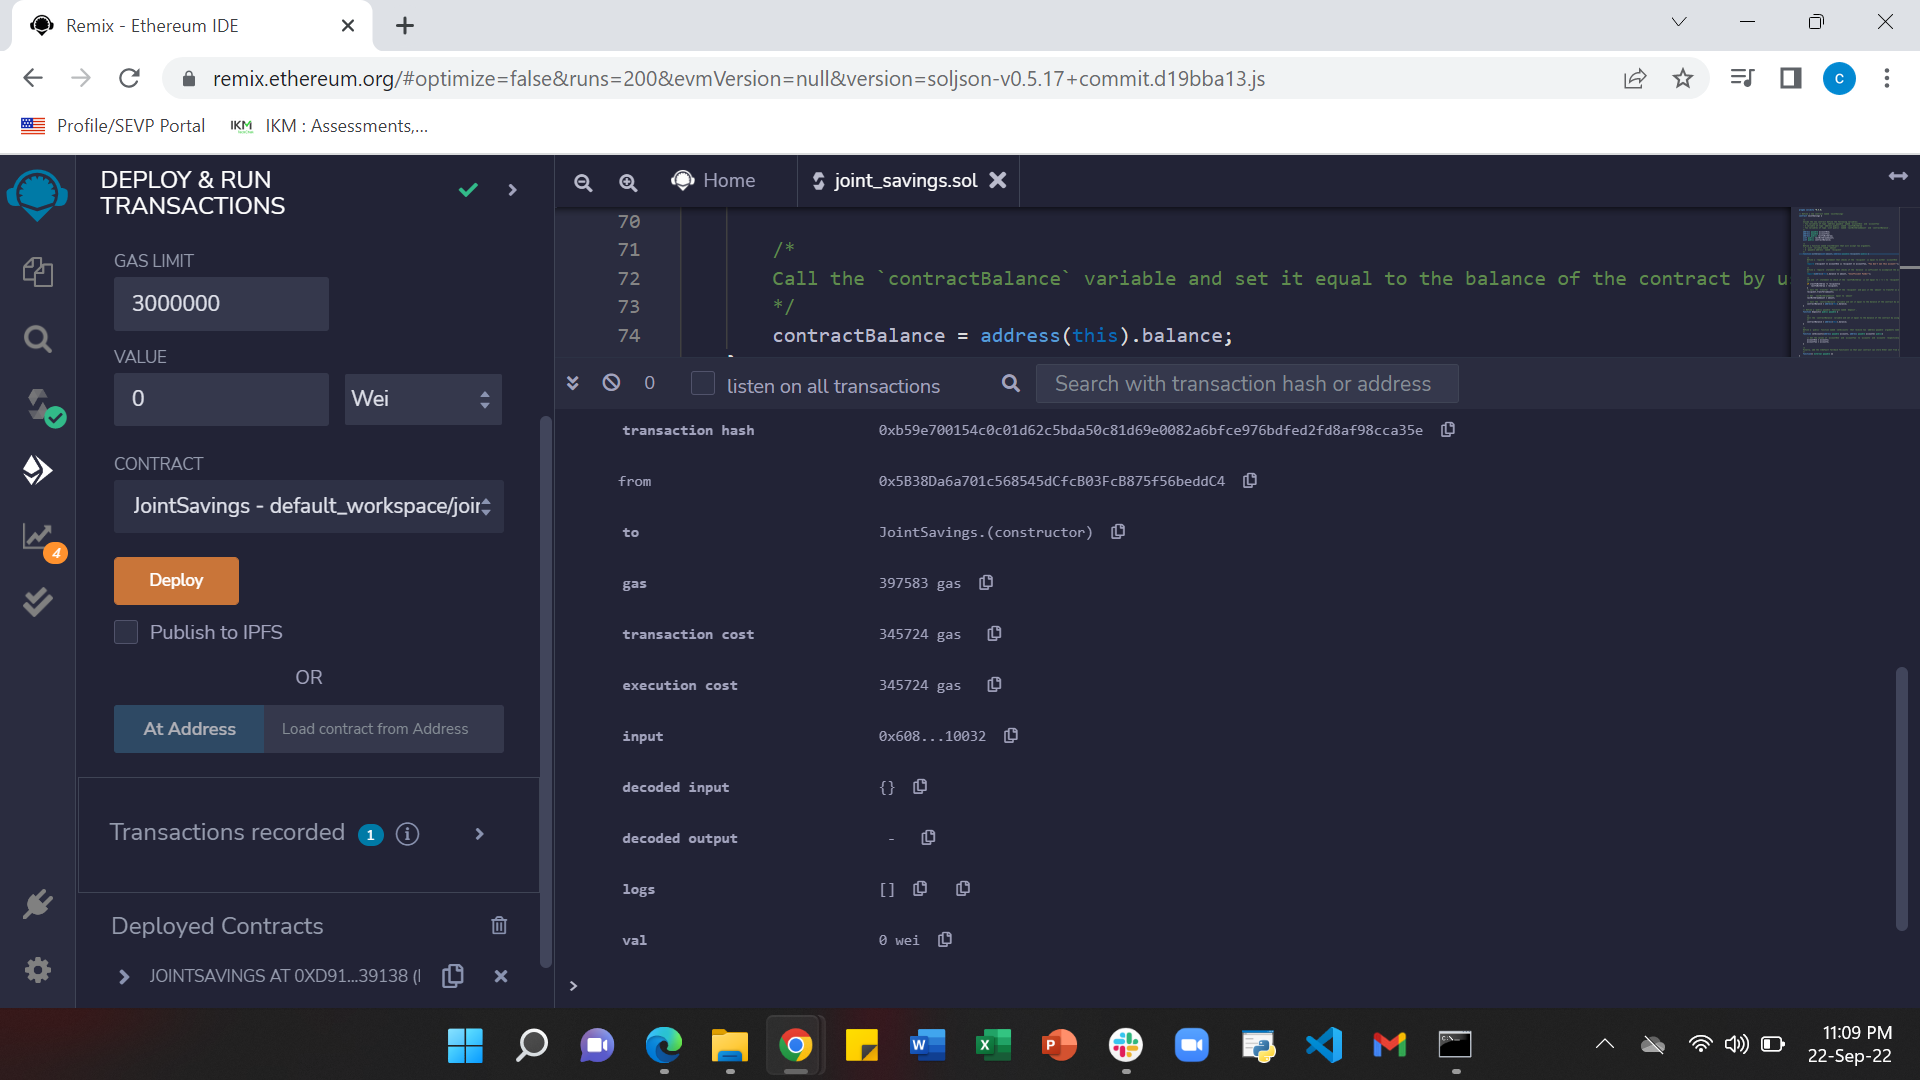 Remix - Ethereum IDE
remix.ethereum.org/#optimize=false&runs=200&evmVersion=null&version=soljson-v0.5.17+commit.d19bba13.js
c
Profile/SEVP Portal
IKM IKM : Assessments,...
DEPLOY & RUN
TRANSACTIONS
GAS LIMIT
3000000
VALUE
0
Wei
CONTRACT
JointSavings - default_workspace/join
Deploy
Publish to IPFS
OR
At Address
Load contract from Address
Transactions recorded 1 i
Deployed Contracts
JOINTSAVINGS AT 0XD91...39138 (
4
Home
joint_savings.sol
70
71 /*
72 Call the `contractBalance` variable and set it equal to the balance of the contract by u
73 */
74 contractBalance = address(this).balance;
0
listen on all transactions
Search with transaction hash or address
transaction hash 0xb59e700154c0c01d62c5bda50c81d69e0082a6bfce976bdfed2fd8af98cca35e
from 0x5B38Da6a701c568545dCfcB03FcB875f56beddC4
to JointSavings.(constructor)
gas 397583 gas
transaction cost 345724 gas
execution cost 345724 gas
input 0x608...10032
decoded input {}
decoded output -
logs []
val 0 wei
>
11:09 PM
22-Sep-22